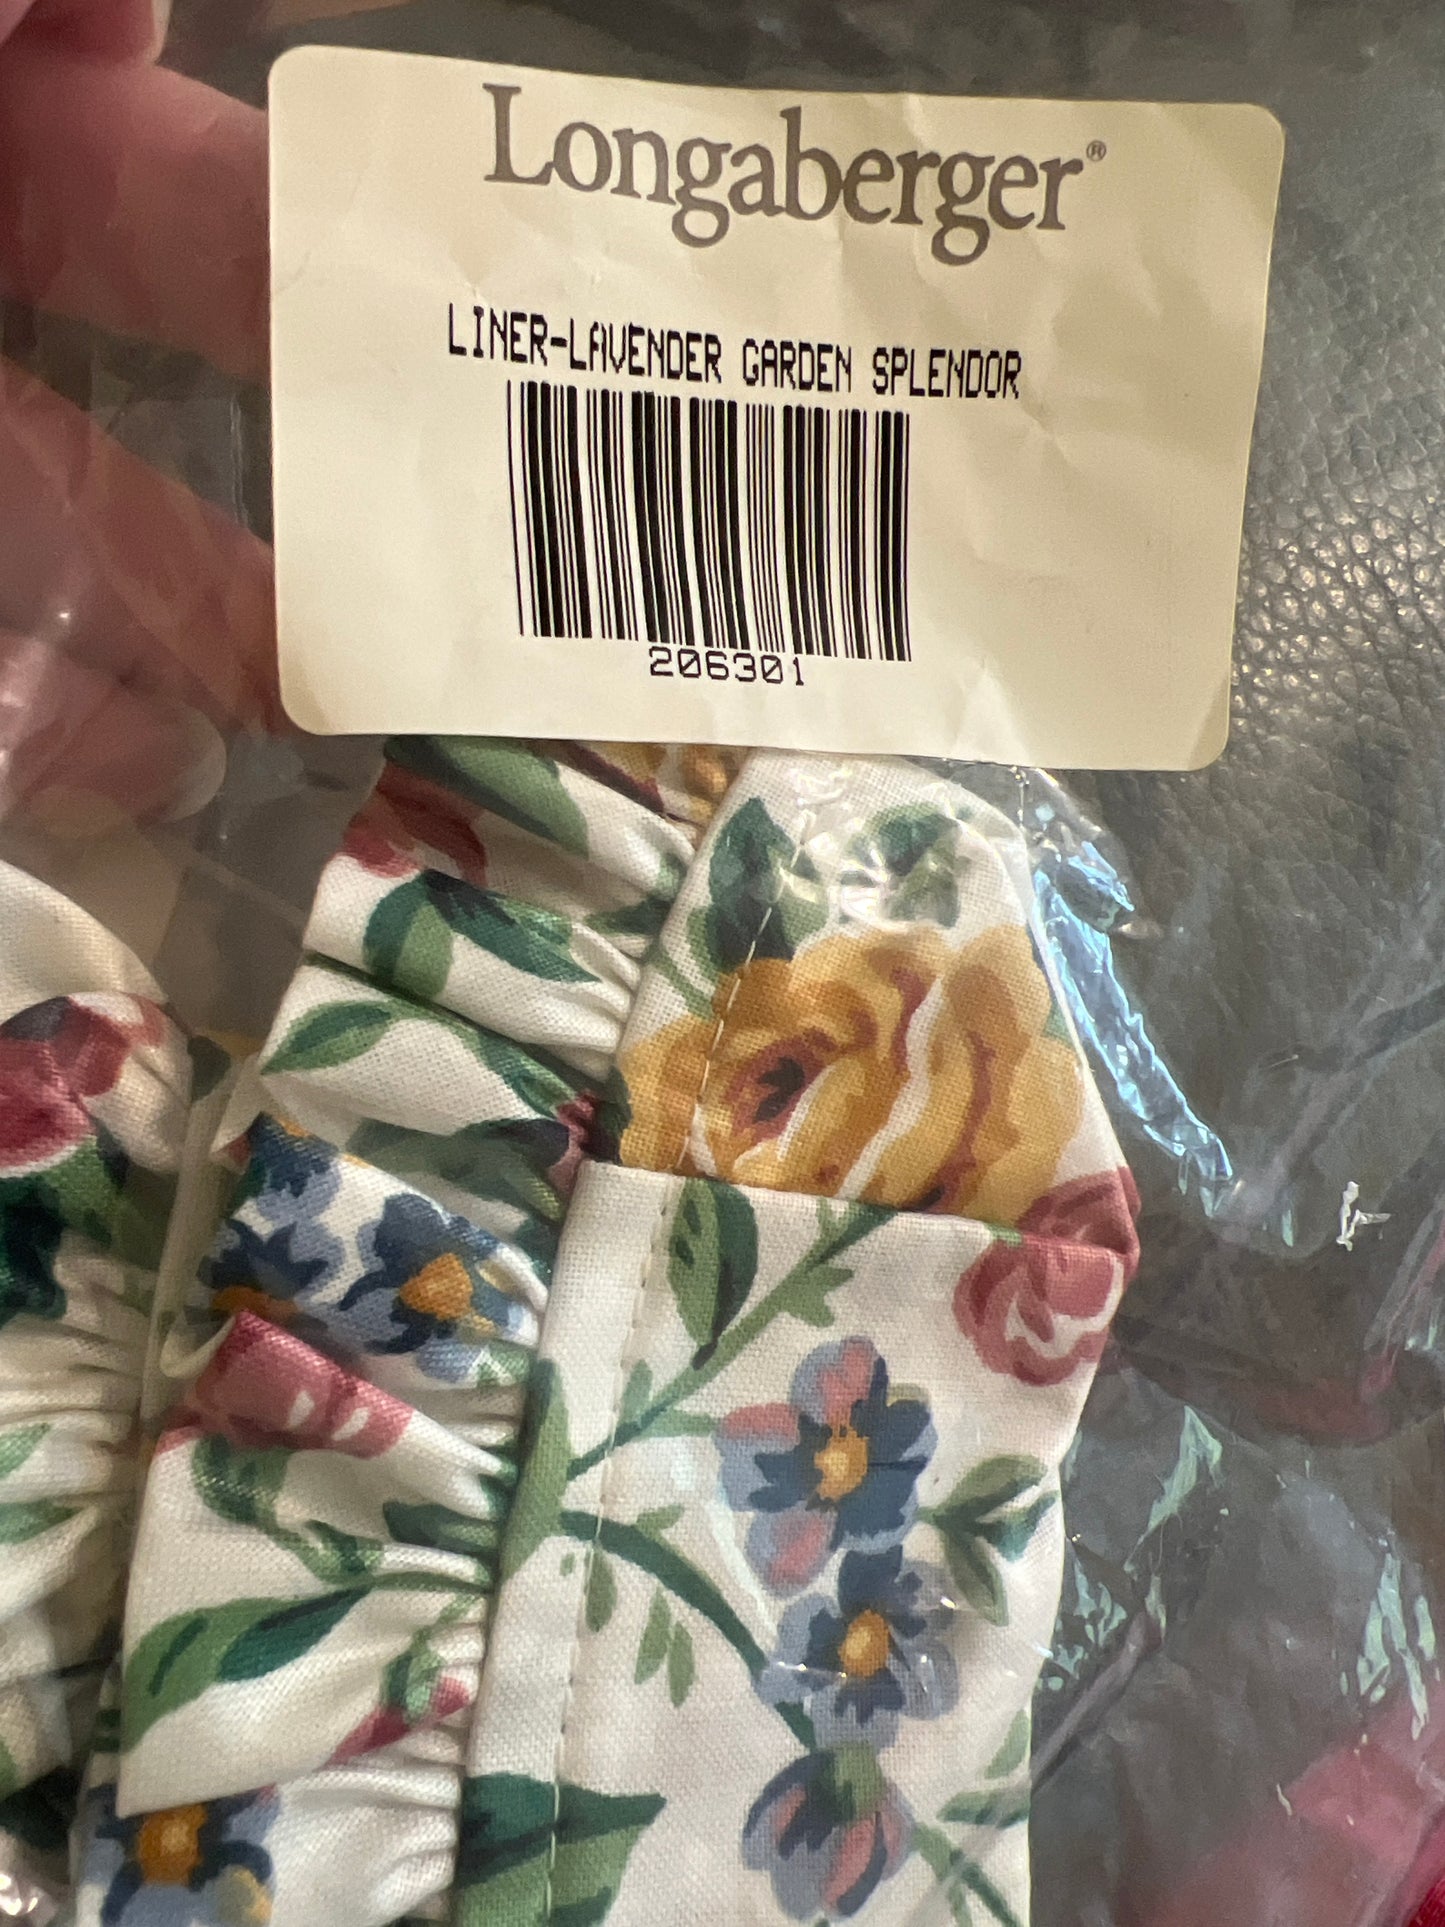 Longaberger®
LINER-LAVENDER GARDEN SPLENDOR
206301